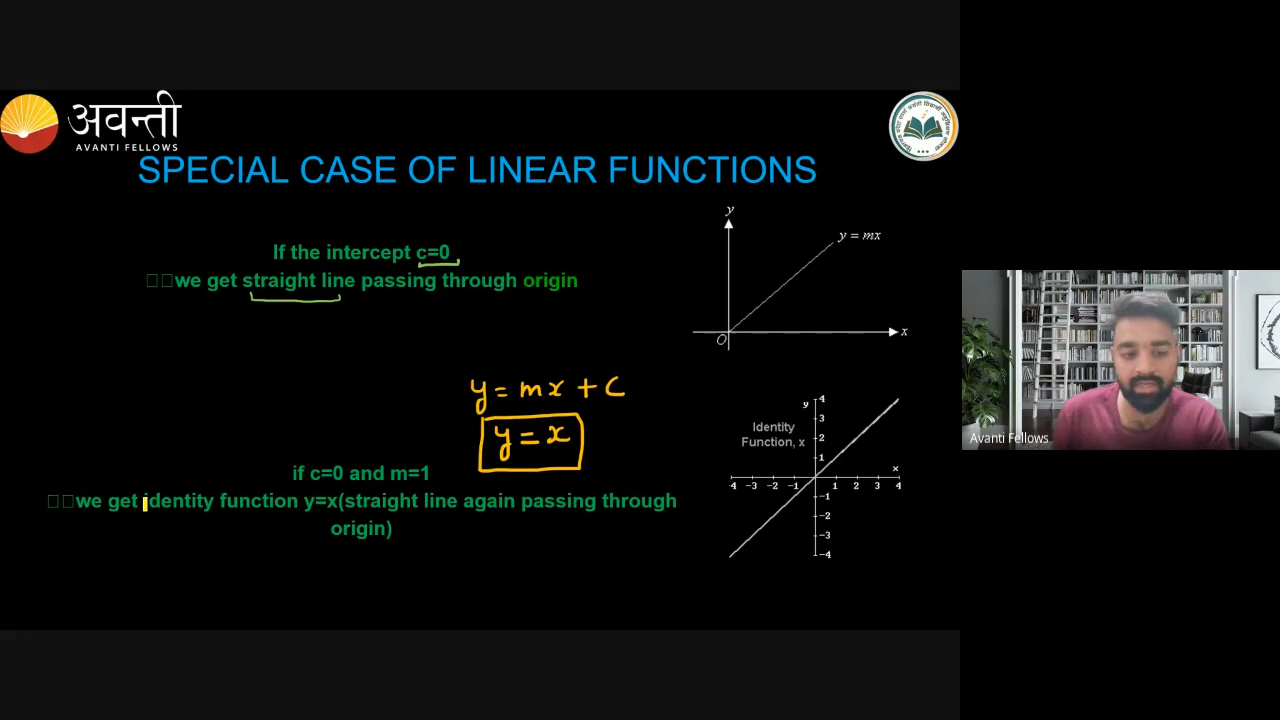 अवन्ती
AVANTI FELLOWS
SPECIAL CASE OF LINEAR FUNCTIONS
If the intercept c=0
we get straight line passing through origin
y
y = mx
O
x
y = mx + c
y = x
if c=0 and m=1
we get identity function y=x(straight line again passing through
origin)
Identity
Function, x
y
4
3
2
1
x
4 -3 -2 -1
1 2 3 4
-1
-2
-3
-4
Avanti Fellows